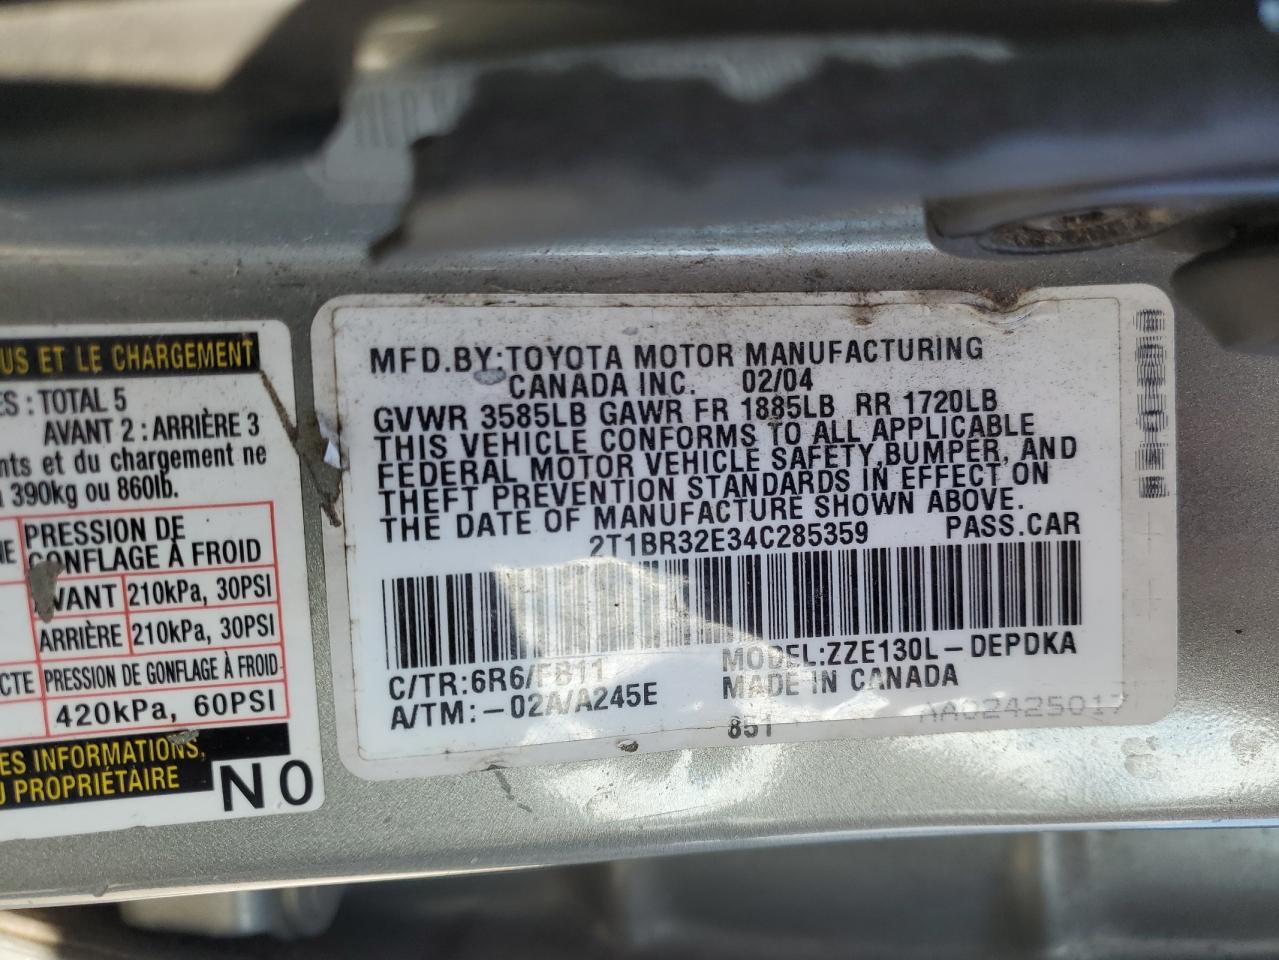 US ET LE CHARGEMENT
ES : TOTAL 5
AVANT 2 : ARRIÈRE 3
nts et du chargement ne
390kg ou 860lb.
NE PRESSION DE
GONFLAGE À FROID
AVANT 210kPa, 30PSI
ARRIÈRE 210kPa, 30PSI
CTE PRESSION DE GONFLAGE À FROID
420kPa, 60PSI
ES INFORMATIONS,
U PROPRIÉTAIRE
N0
MFD.BY:TOYOTA MOTOR MANUFACTURING
CANADA INC. 02/04
GVWR 3585LB GAWR FR 1885LB RR 1720LB
THIS VEHICLE CONFORMS TO ALL APPLICABLE
FEDERAL MOTOR VEHICLE SAFETY,BUMPER, AND
THEFT PREVENTION STANDARDS IN EFFECT ON
THE DATE OF MANUFACTURE SHOWN ABOVE.
2T1BR32E34C285359 PASS.CAR
C/TR:6R6/FB11 MODEL:ZZE130L-DEPDKA
A/TM:-02A/A245E MADE IN CANADA
851 AA02425017